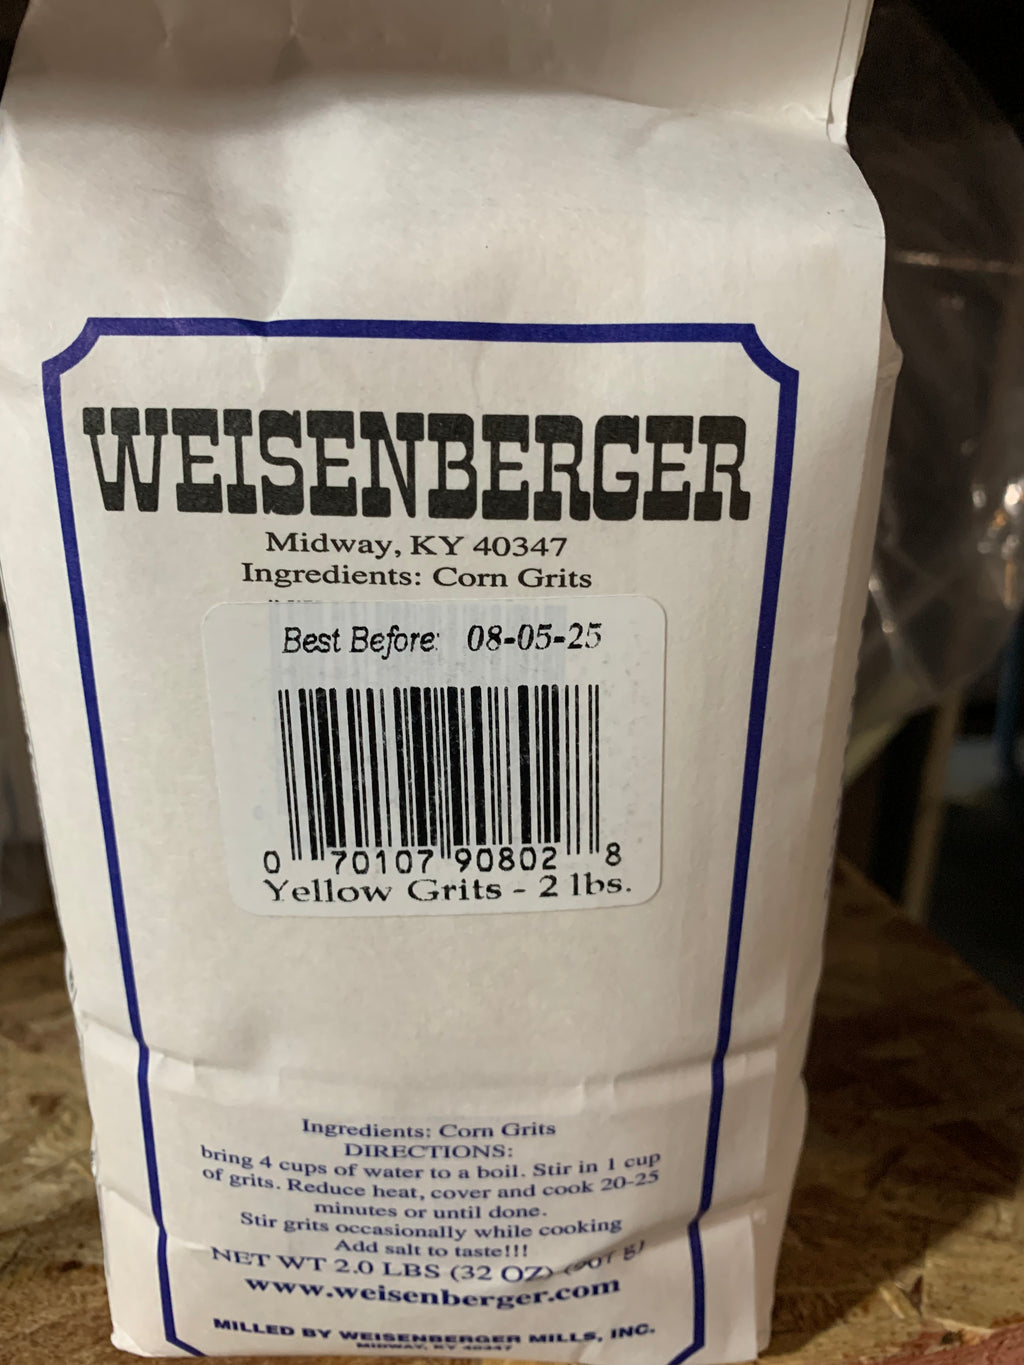 WEISENBERGER
Midway, KY 40347
Ingredients: Corn Grits
Best Before: 08-05-25
0 70107 90802 8
Yellow Grits - 2 lbs.
Ingredients: Corn Grits
DIRECTIONS:
bring 4 cups of water to a boil. Stir in 1 cup
of grits. Reduce heat, cover and cook 20-25
minutes or until done.
Stir grits occasionally while cooking
Add salt to taste!!!
NET WT 2.0 LBS (32 OZ)
www.weisenberger.com
MILLED BY WEISENBERGER MILLS, INC.
MIDWAY, KY 40347